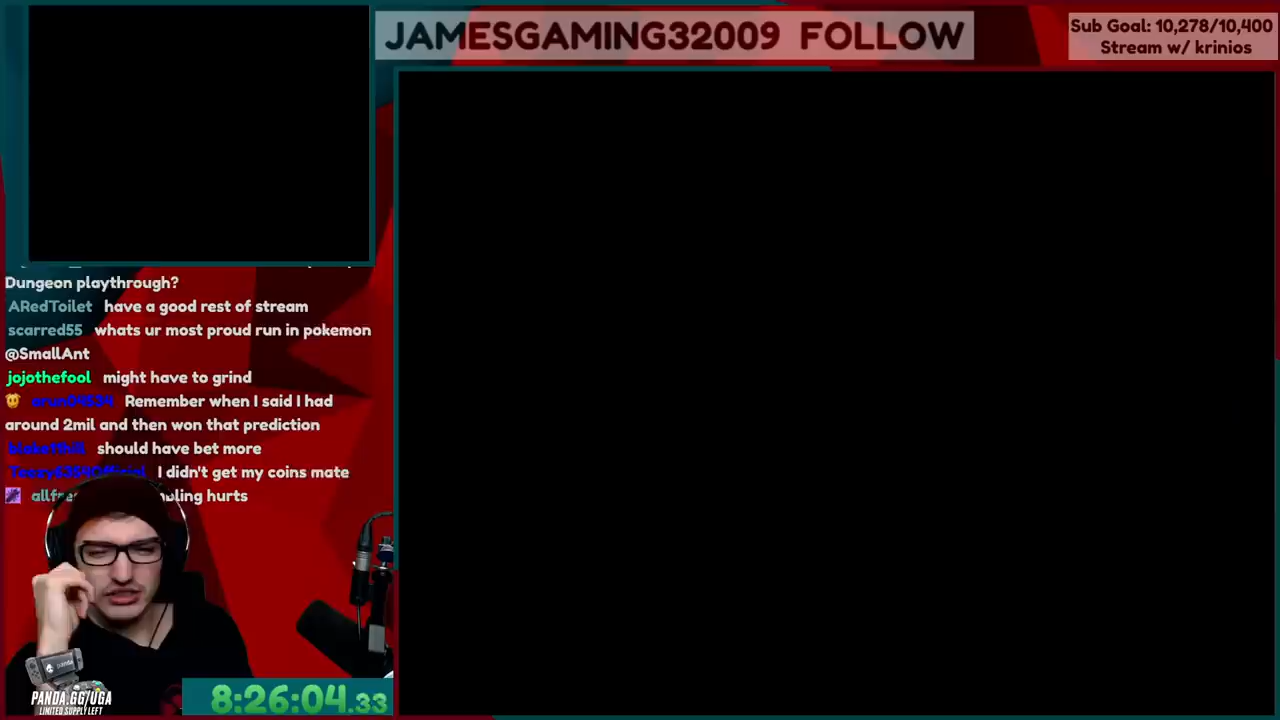 JAMESGAMING32009 FOLLOW
Sub Goal: 10,278/10,400
Stream w/ krinios
Dungeon playthrough?
ARedToilet have a good rest of stream
scarred55 whats ur most proud run in pokemon
@SmallAnt
jojothefool might have to grind
arun04534 Remember when I said I had
around 2mil and then won that prediction
should have bet more
I didn't get my coins mate
hurts
PANDA.GG/UGA
LIMITED SUPPLY LEFT
8:26:04.33